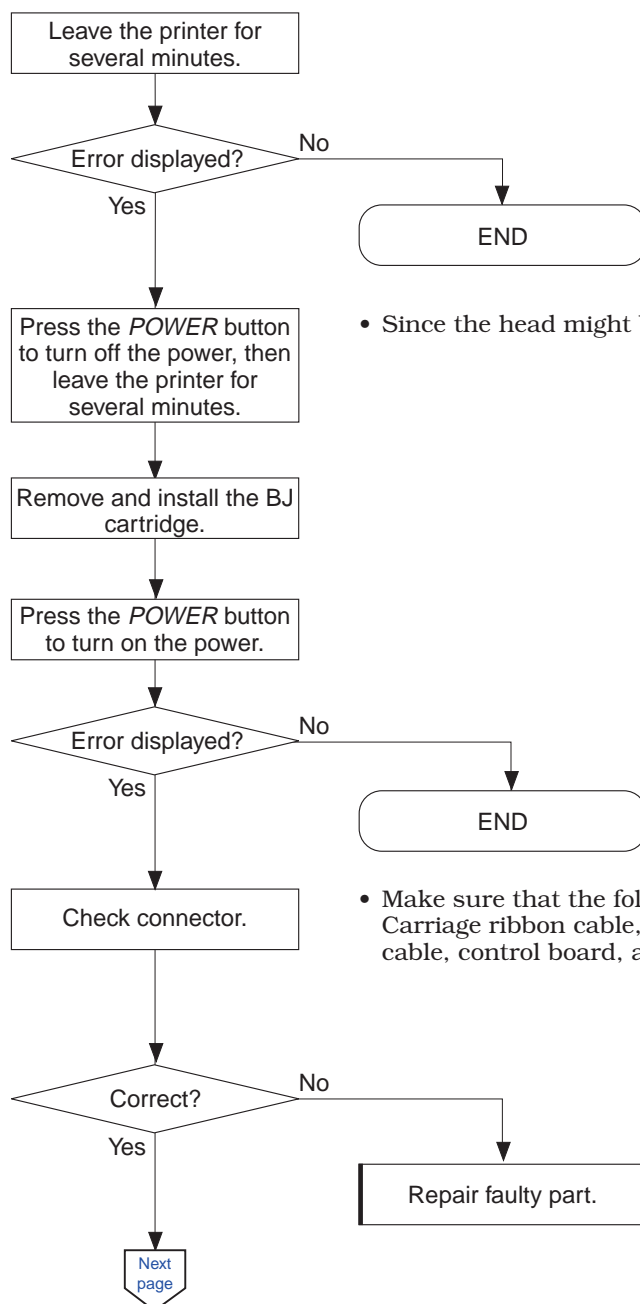 Leave the printer for
several minutes.
Error displayed?
No
Yes
END
Press the POWER button
to turn off the power, then
leave the printer for
several minutes.
• Since the head might
Remove and install the BJ
cartridge.
Press the POWER button
to turn on the power.
Error displayed?
No
Yes
END
Check connector.
• Make sure that the fol
Carriage ribbon cable,
cable, control board, a
Correct?
No
Yes
Repair faulty part.
Next
page